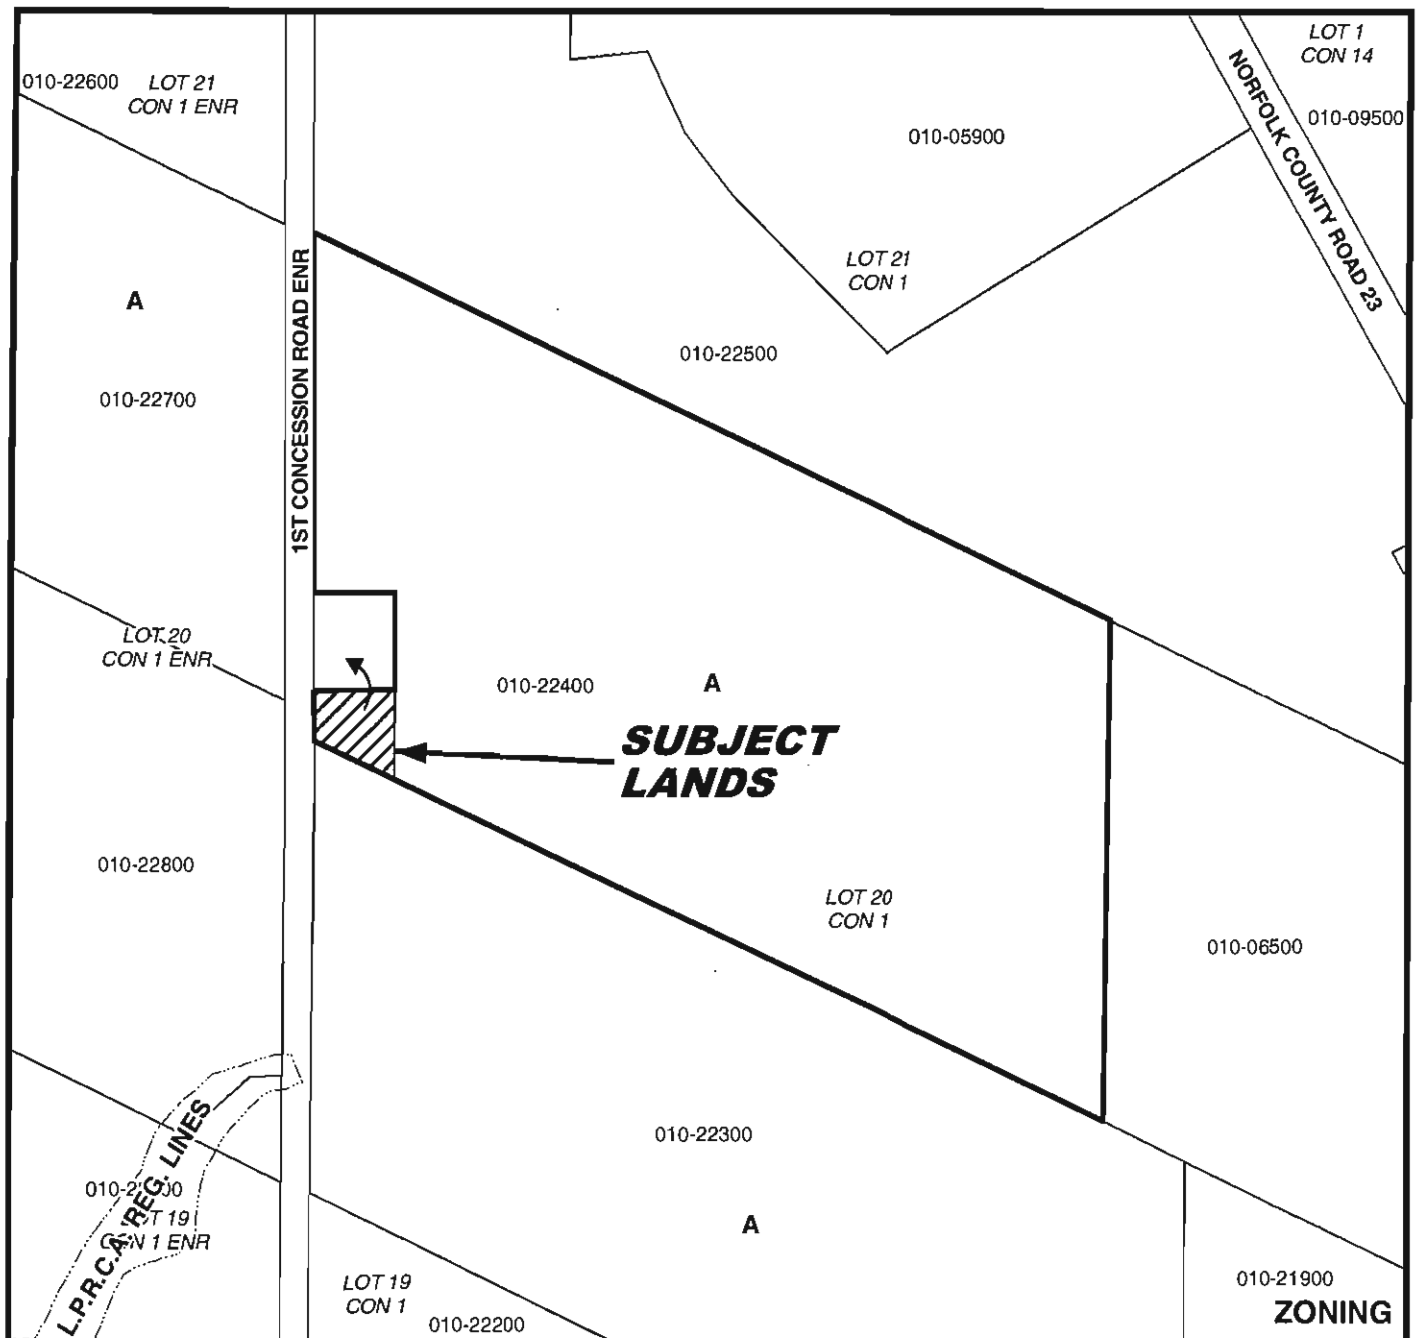 LOT 1
CON 14
010-22600
LOT 21
CON 1 ENR
010-09500
010-05900
NORFOLK COUNTY ROAD 23
LOT 21
CON 1
A
1ST CONCESSION ROAD ENR
010-22500
010-22700
LOT 20
CON 1 ENR
010-22400
A
SUBJECT
LANDS
010-22800
LOT 20
CON 1
010-06500
010-22300
L.P.R.C.A. REG. LINES
CON 1 ENR
A
LOT 19
CON 1
010-21900
ZONING
010-22200